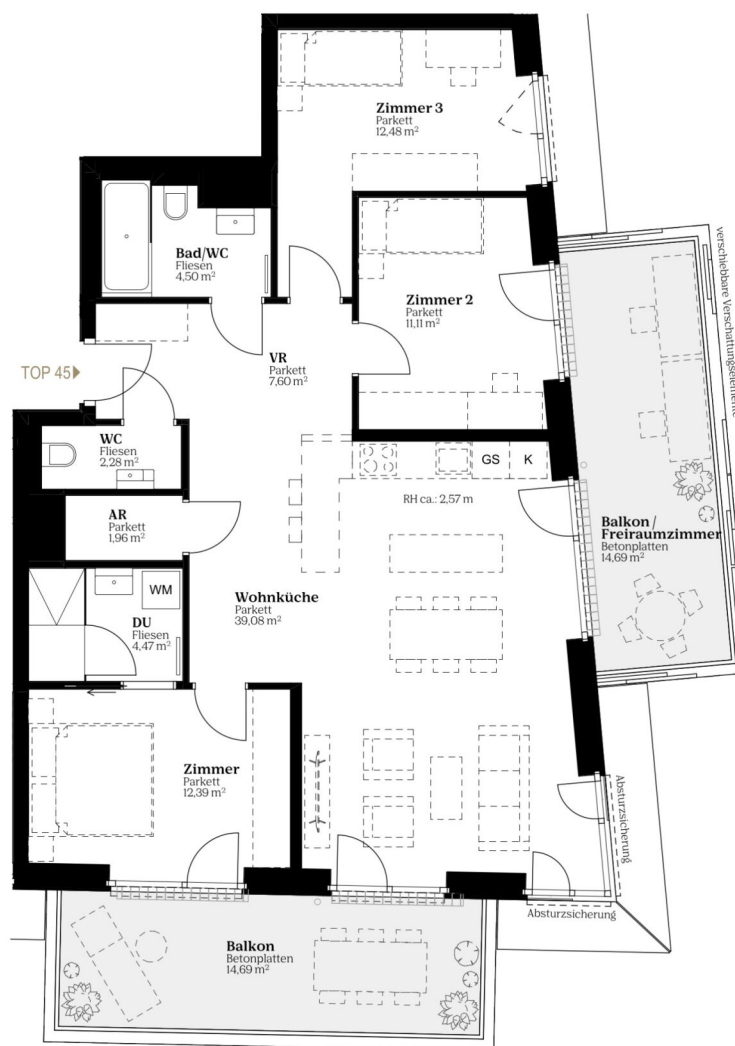 Zimmer 3
Parkett
12,48 m²
Bad/WC
Fliesen
4,50 m²
Zimmer 2
Parkett
11,11 m²
verschiebbare Verschattungselemente
TOP 45
VR
Parkett
7,60 m²
WC
Fliesen
2,28 m²
GS
K
RH ca.: 2,57 m
AR
Parkett
1,96 m²
Balkon/
Freiraumzimmer
Betonplatten
14,69 m²
WM
DU
Fliesen
4,47 m²
Wohnküche
Parkett
39,08 m²
Zimmer
Parkett
12,39 m²
Absturzsicherung
Absturzsicherung
Balkon
Betonplatten
14,69 m²